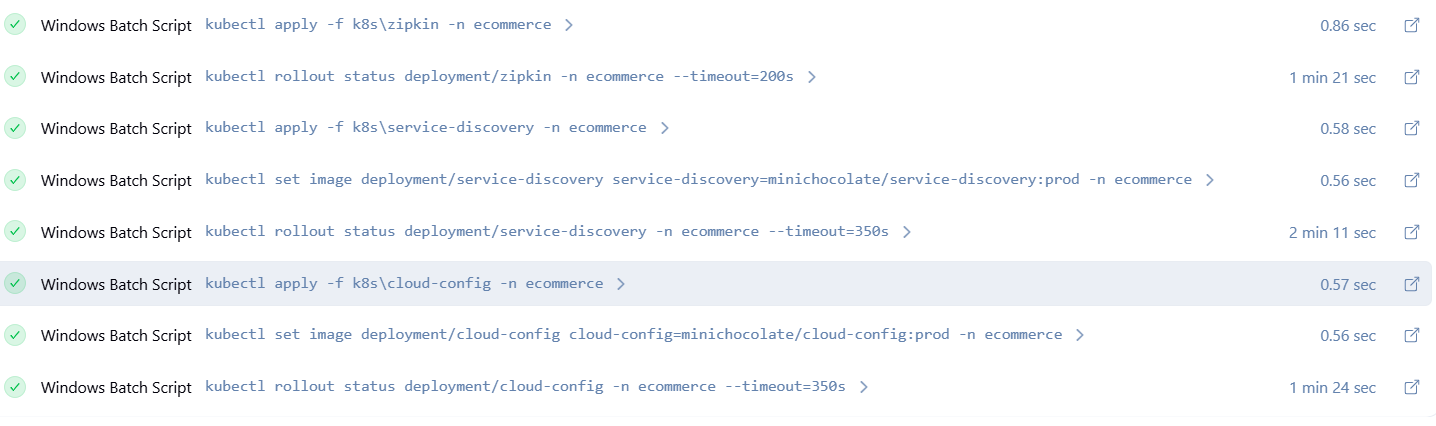 Windows Batch Script kubectl apply -f k8s\zipkin -n ecommerce 0.86 sec
Windows Batch Script kubectl rollout status deployment/zipkin -n ecommerce --timeout=200s 1 min 21 sec
Windows Batch Script kubectl apply -f k8s\service-discovery -n ecommerce 0.58 sec
Windows Batch Script kubectl set image deployment/service-discovery service-discovery=minichocolate/service-discovery:prod -n ecommerce 0.56 sec
Windows Batch Script kubectl rollout status deployment/service-discovery -n ecommerce --timeout=350s 2 min 11 sec
Windows Batch Script kubectl apply -f k8s\cloud-config -n ecommerce 0.57 sec
Windows Batch Script kubectl set image deployment/cloud-config cloud-config=minichocolate/cloud-config:prod -n ecommerce 0.56 sec
Windows Batch Script kubectl rollout status deployment/cloud-config -n ecommerce --timeout=350s 1 min 24 sec